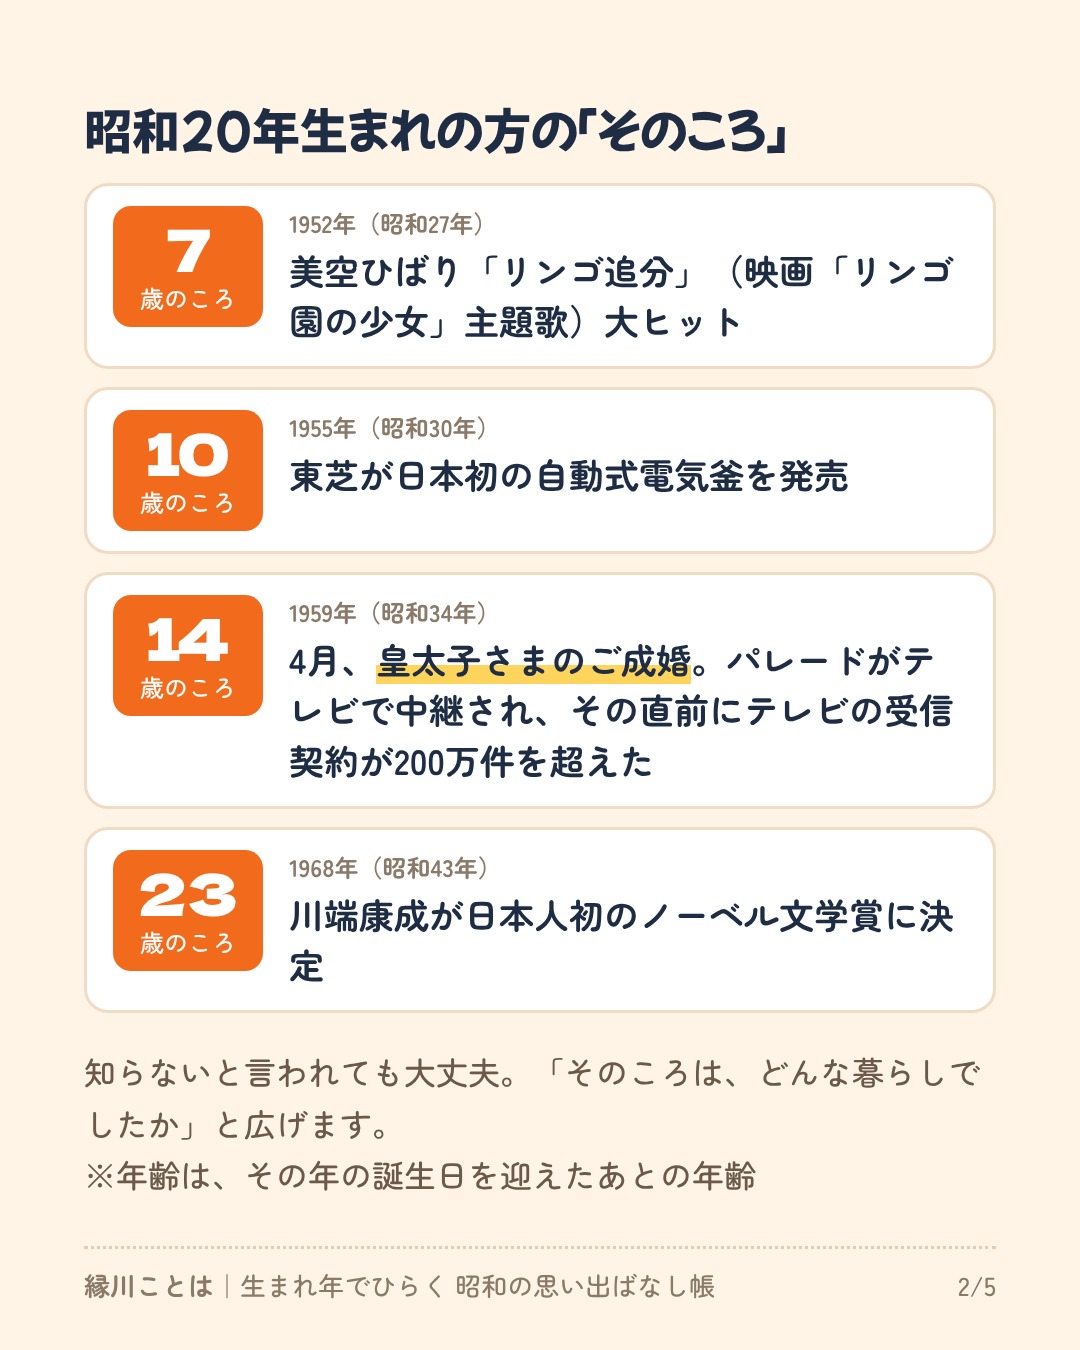 昭和20年生まれの方の「そのころ」
7
歳のころ
1952年（昭和27年）
美空ひばり「リンゴ追分」（映画「リンゴ
園の少女」主題歌）大ヒット
10
歳のころ
1955年（昭和30年）
東芝が日本初の自動式電気釜を発売
14
歳のころ
1959年（昭和34年）
4月、皇太子さまのご成婚。パレードがテ
レビで中継され、その直前にテレビの受信
契約が200万件を超えた
23
歳のころ
1968年（昭和43年）
川端康成が日本人初のノーベル文学賞に決
定
知らないと言われても大丈夫。「そのころは、どんな暮らしで
したか」と広げます。
※年齢は、その年の誕生日を迎えたあとの年齢
縁川ことは｜生まれ年でひらく 昭和の思い出ばなし帳
2/5